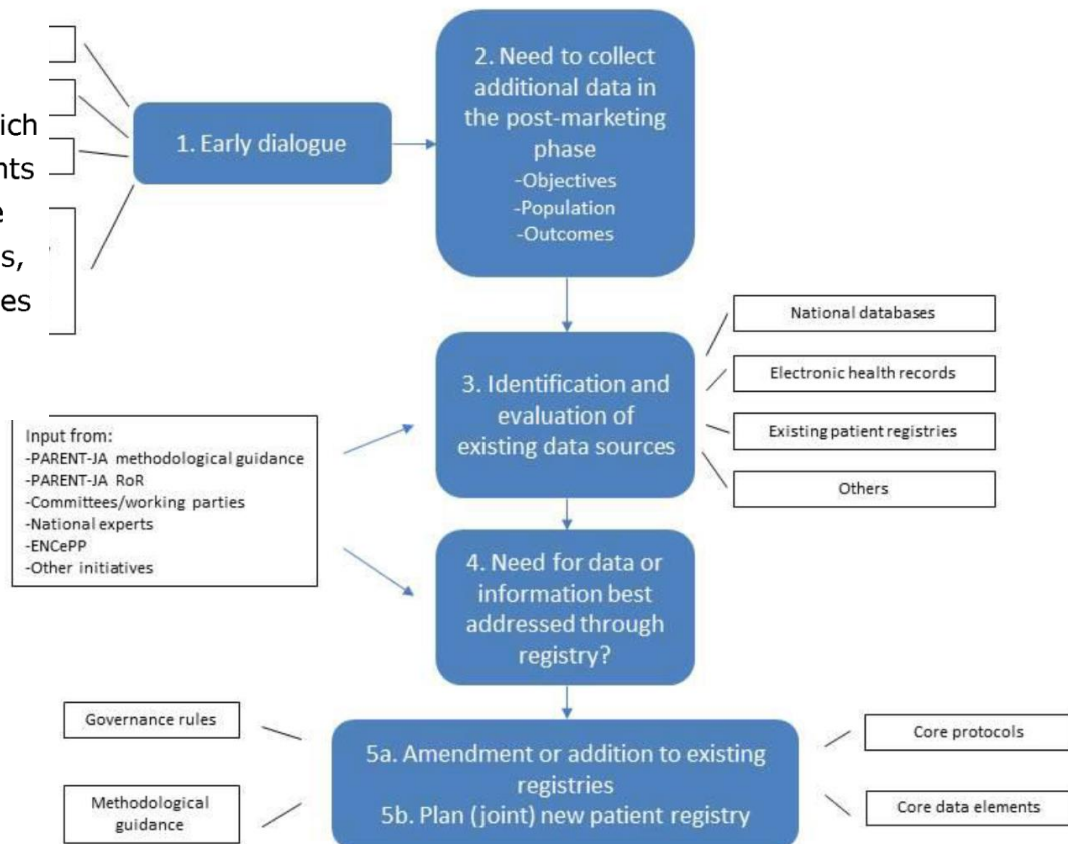 ich
nts
e
s,
es
1. Early dialogue
2. Need to collect
additional data in
the post-marketing
phase
-Objectives
-Population
-Outcomes
3. Identification and
evaluation of
existing data sources
National databases
Electronic health records
Existing patient registries
Others
Input from:
-PARENT-JA methodological guidance
-PARENT-JA RoR
-Committees/working parties
-National experts
-ENCePP
-Other initiatives
4. Need for data or
information best
addressed through
registry?
Governance rules
Methodological
guidance
5a. Amendment or addition to existing
registries
5b. Plan (joint) new patient registry
Core protocols
Core data elements